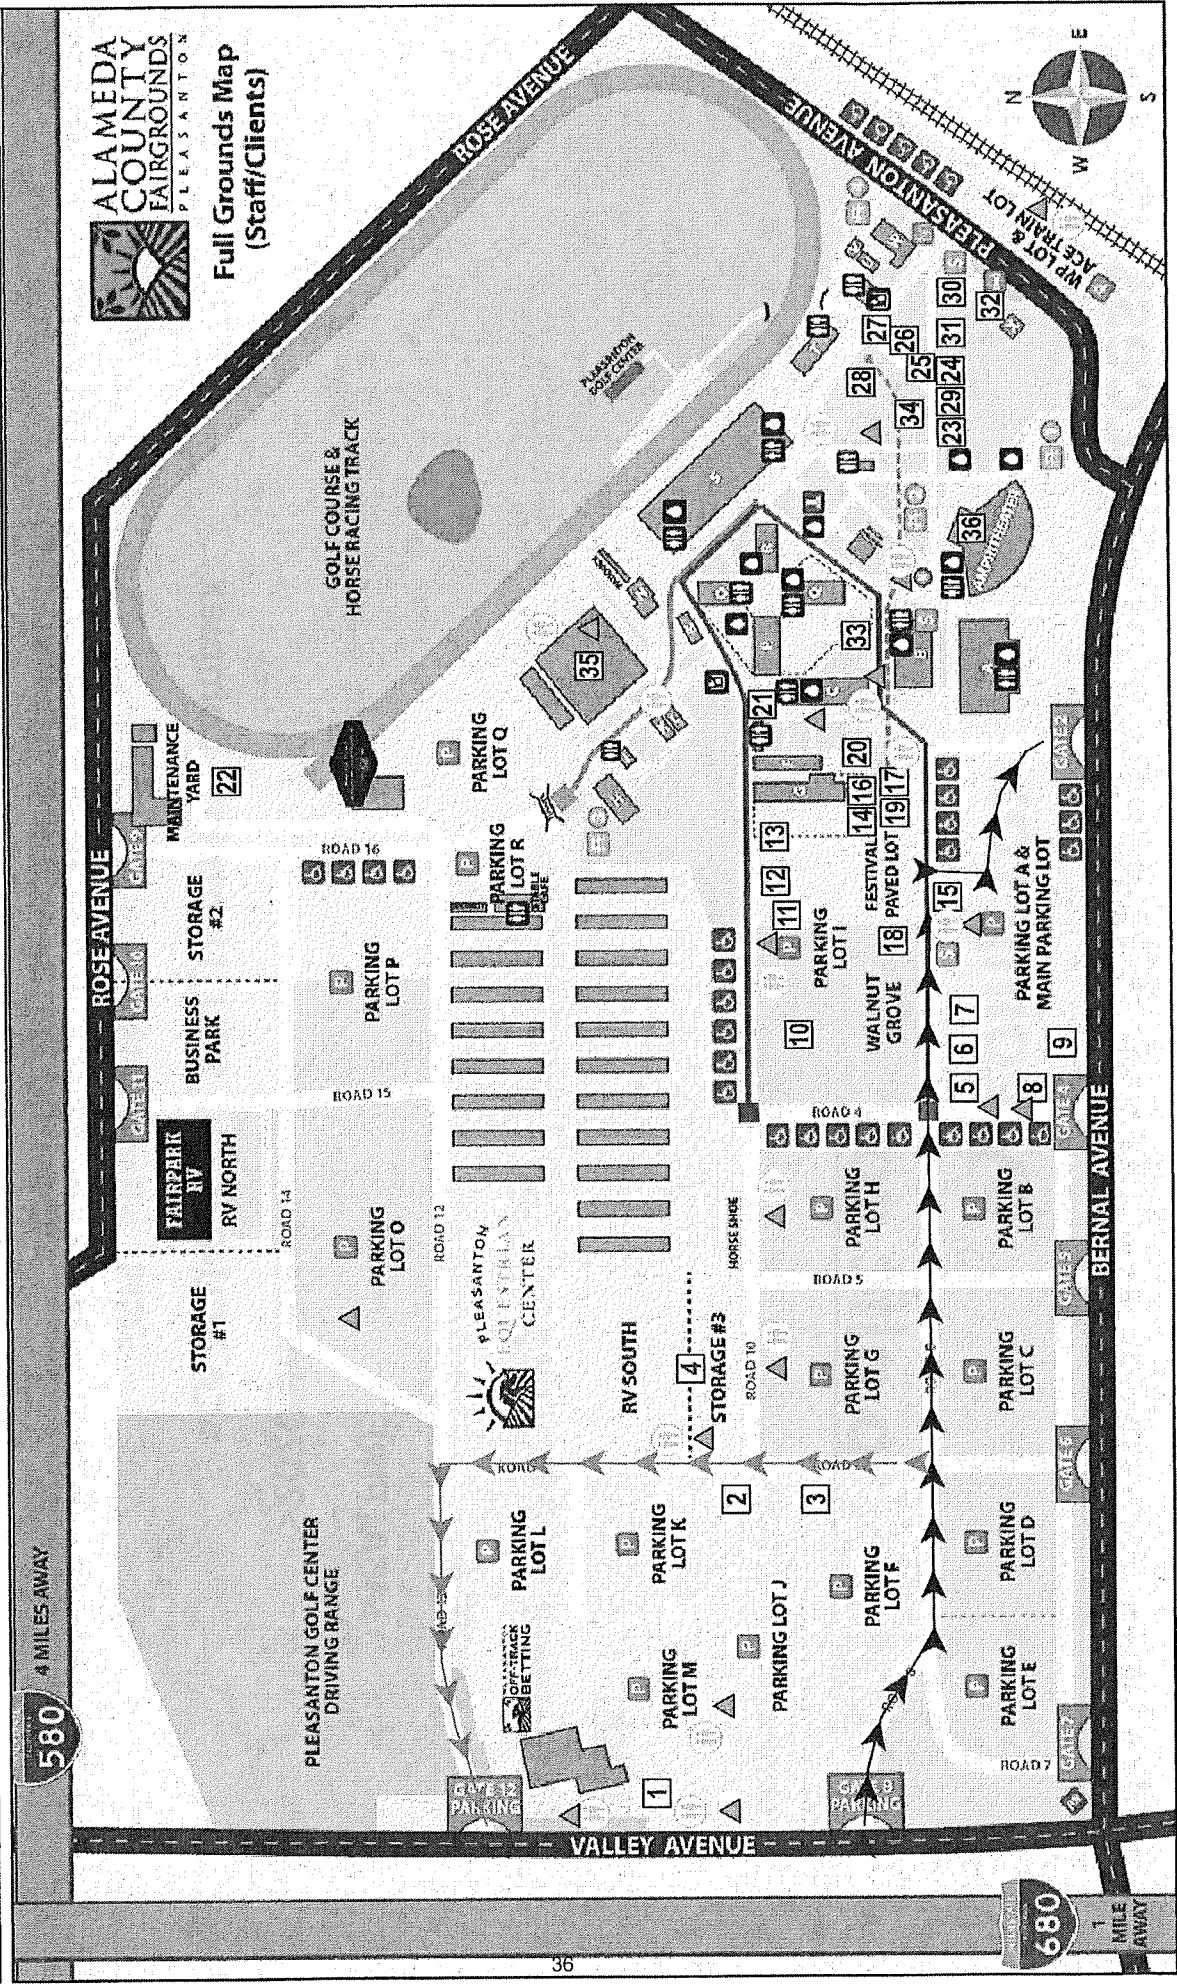 ALAMEDA
COUNTY
FAIRGROUNDS
PLEASANTON
Full Grounds Map
(Staff/Clients)
580
4 MILES AWAY
680
1
MILE
AWAY
ROSE AVENUE
ROSE AVENUE
PLEASANTON AVENUE
BERNAL AVENUE
VALLEY AVENUE
N
E
S
W
WP LOT &
ACE TRAIN LOT
GOLF COURSE &
HORSE RACING TRACK
PLEASANTON
GOLF CENTER
MAINTENANCE
YARD
22
GATE 9
STORAGE
#2
GATE 10
BUSINESS
PARK
GATE 11
FAIRPARK
RV
RV NORTH
STORAGE
#1
ROAD 16
ROAD 15
ROAD 14
ROAD 12
PARKING
LOT Q
PARKING
LOT R
PARKING
LOT P
PARKING
LOT O
PLEASANTON
EQUESTRIAN
CENTER
PLEASANTON GOLF CENTER
DRIVING RANGE
RV SOUTH
4
STORAGE #3
HORSE SHOE
ROAD 10
ROAD 5
ROAD 4
PARKING
LOT L
PARKING
LOT K
PARKING
LOT M
PARKING LOT J
PARKING
LOT F
OFF-TRACK
BETTING
GATE 12
PARKING
GATE 8
PARKING
1
2
3
PARKING
LOT G
PARKING
LOT H
PARKING
LOT I
WALNUT
GROVE
FESTIVAL
PAVED LOT
10
11
12
13
14
16
19
17
18
20
21
15
33
35
28
27
26
25
34
23
29
24
31
30
32
36
AMPHITHEATER
A
5
6
7
8
9
PARKING LOT A &
MAIN PARKING LOT
PARKING
LOT B
PARKING
LOT C
PARKING
LOT D
PARKING
LOT E
ROAD 7
GATE 2
GATE 4
GATE 5
GATE 6
GATE 7
36